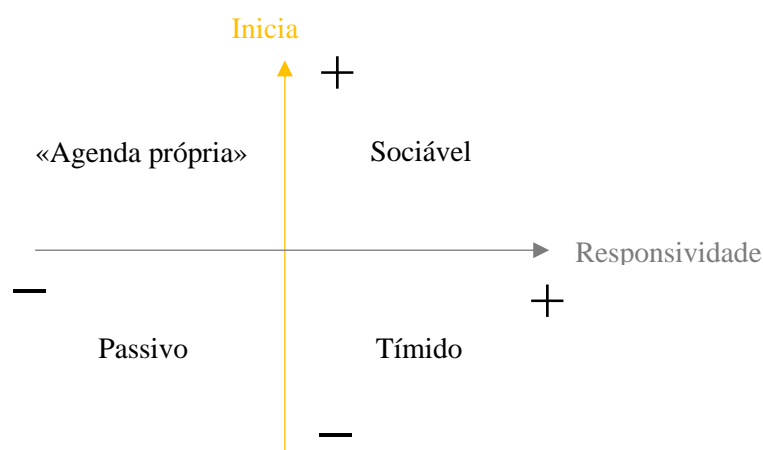 Inicia
+
«Agenda própria» Sociável
Responsividade
− +
Passivo Tímido
−